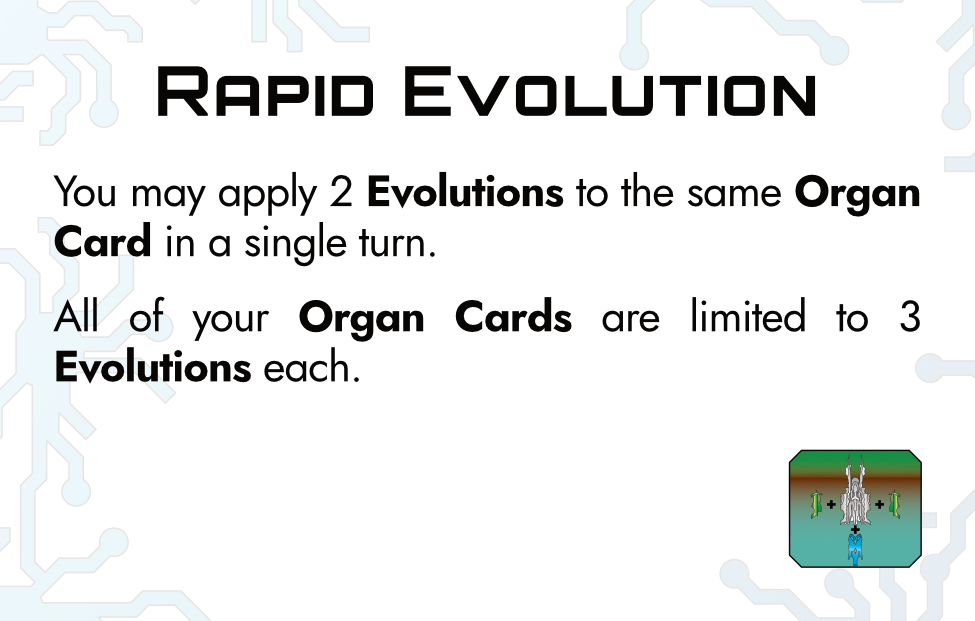 Rapid Evolution
You may apply 2 Evolutions to the same Organ
Card in a single turn.
All of your Organ Cards are limited to 3
Evolutions each.